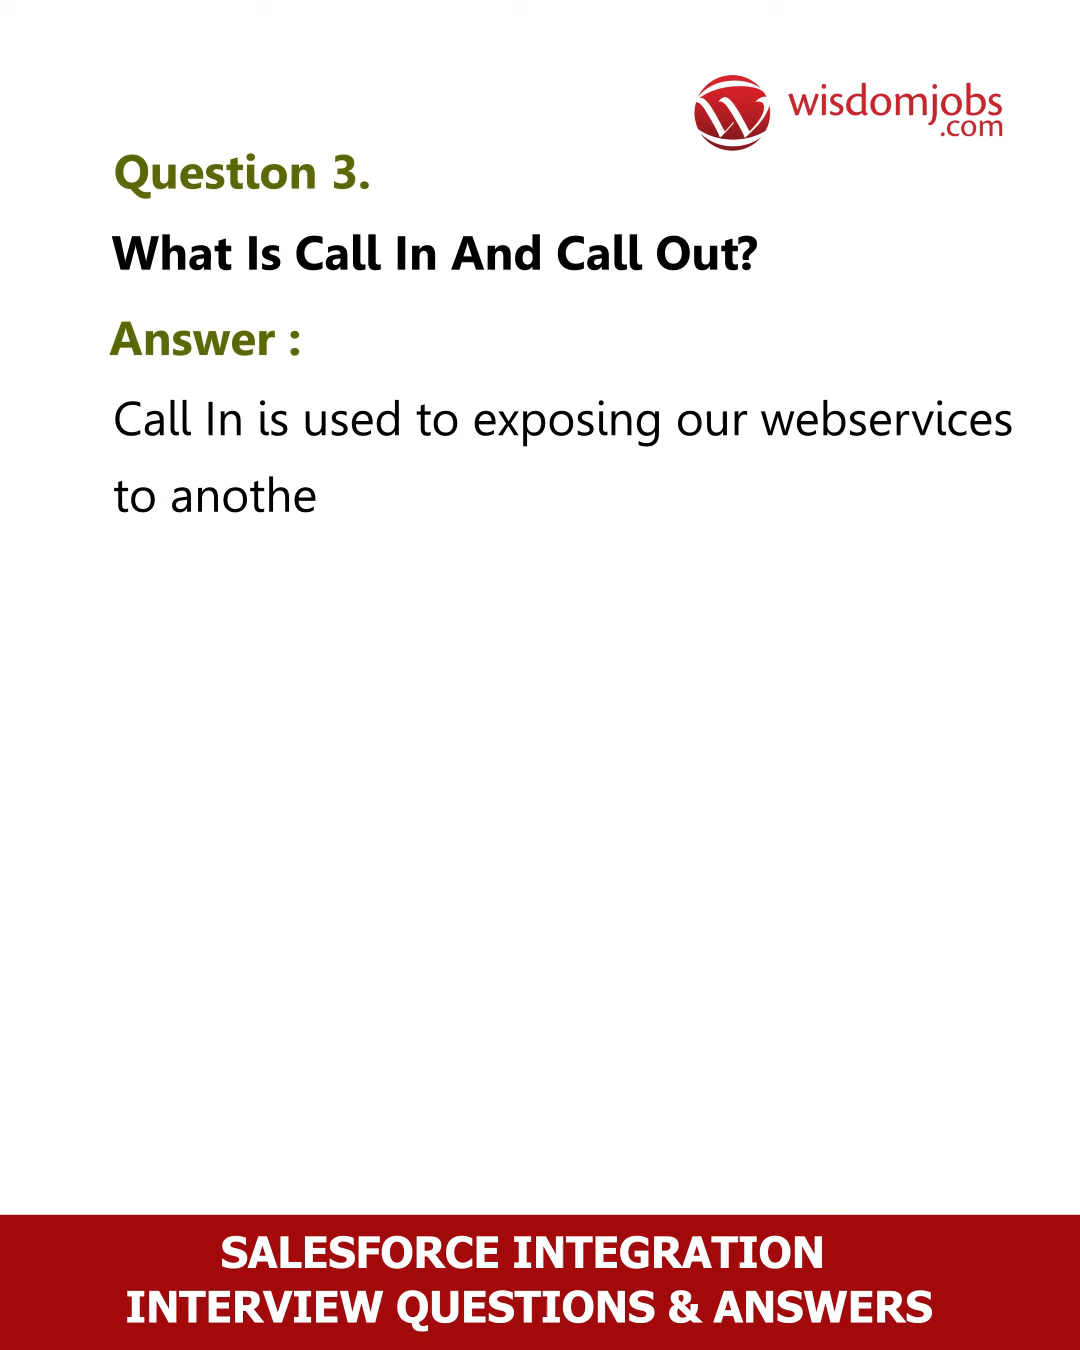 wisdomjobs
.com
Question 3.
What Is Call In And Call Out?
Answer :
Call In is used to exposing our webservices
to anothe
SALESFORCE INTEGRATION
INTERVIEW QUESTIONS & ANSWERS